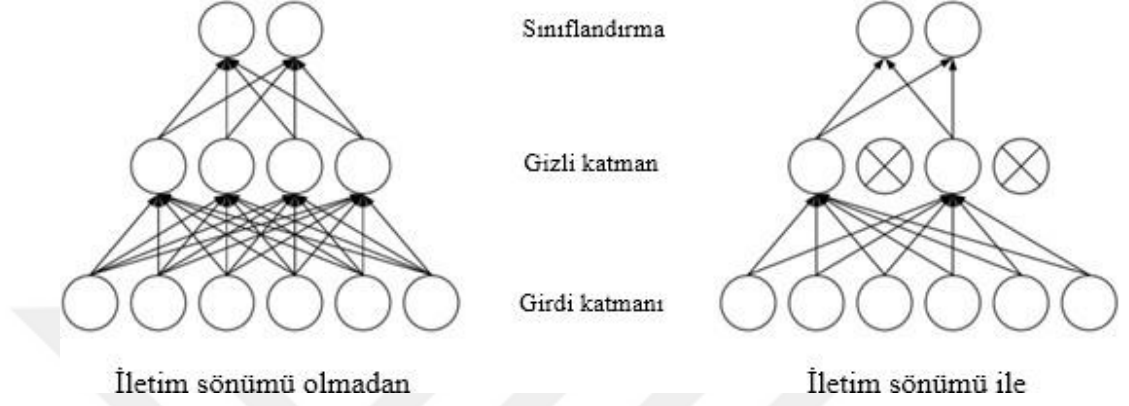 Sınıflandırma
Gizli katman
Girdi katmanı
İletim sönümü olmadan
İletim sönümü ile